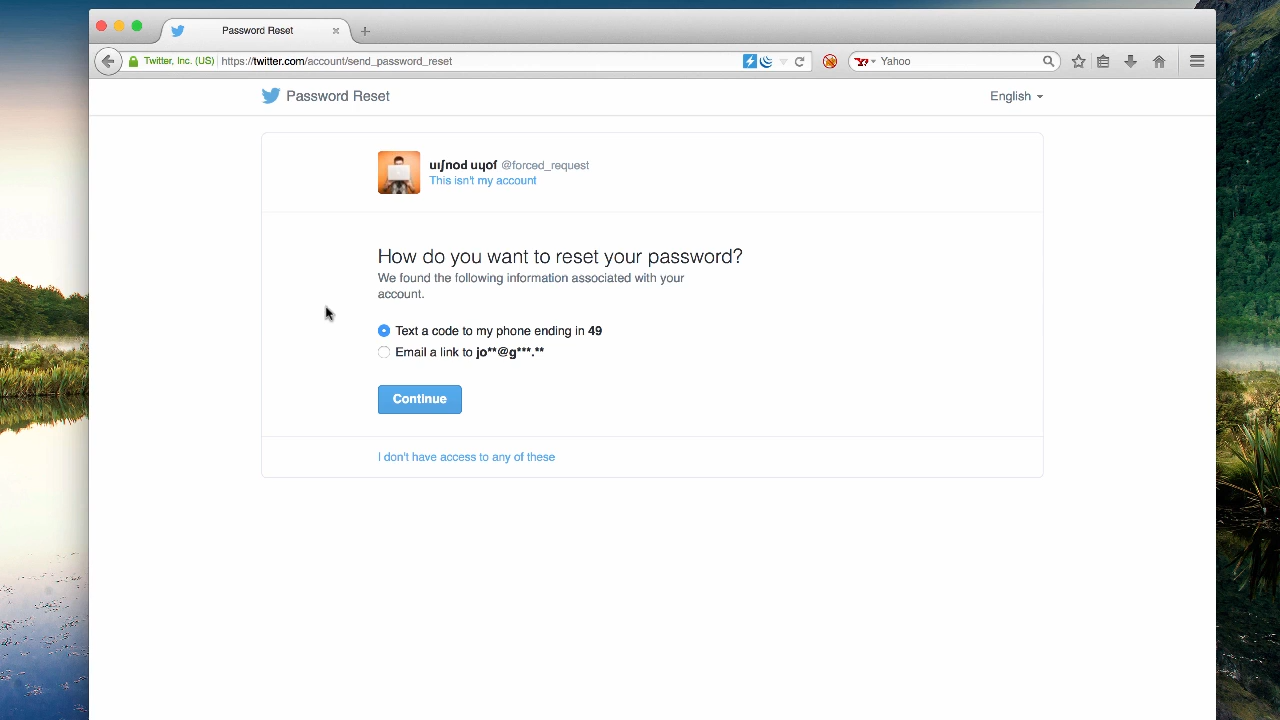 Password Reset
Twitter, Inc. (US)
https://twitter.com/account/send_password_reset
Yahoo
Password Reset
English
uıʃnod uɥoſ @forced_request
This isn't my account
How do you want to reset your password?
We found the following information associated with your
account.
Text a code to my phone ending in 49
Email a link to jo**@g***.**
Continue
I don't have access to any of these